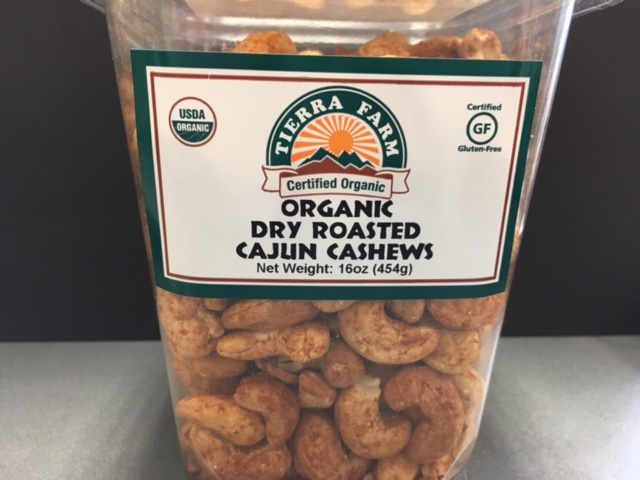 USDA
ORGANIC
TIERRA FARM
Certified Organic
Certified
GF
Gluten-Free
ORGANIC
DRY ROASTED
CAJUN CASHEWS
Net Weight: 16oz (454g)